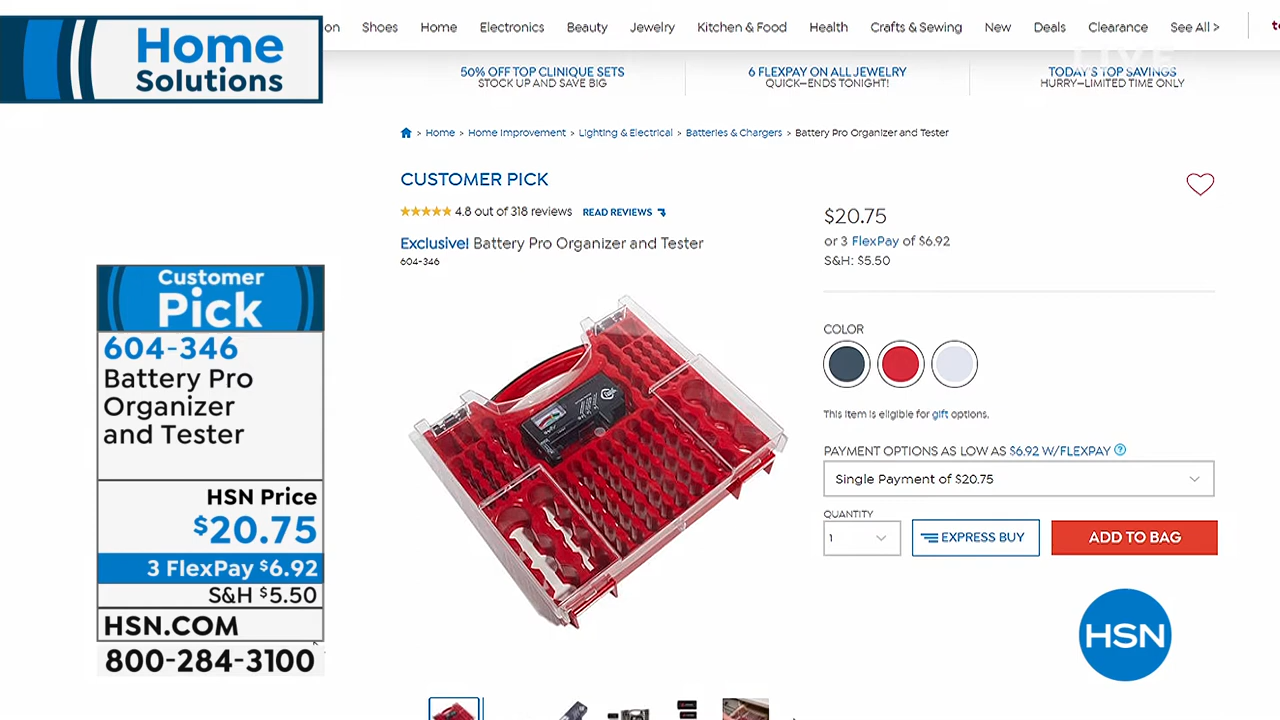 Home
Solutions
on Shoes Home Electronics Beauty Jewelry Kitchen & Food Health Crafts & Sewing New Deals Clearance See All >
LIVE
50% OFF TOP CLINIQUE SETS
STOCK UP AND SAVE BIG
6 FLEXPAY ON ALL JEWELRY
QUICK—ENDS TONIGHT!
TODAY'S TOP SAVINGS
HURRY—LIMITED TIME ONLY
> Home > Home Improvement > Lighting & Electrical > Batteries & Chargers > Battery Pro Organizer and Tester
CUSTOMER PICK
4.8 out of 318 reviews READ REVIEWS
Exclusive! Battery Pro Organizer and Tester
604-346
$20.75
or 3 FlexPay of $6.92
S&H: $5.50
COLOR
This item is eligible for gift options.
PAYMENT OPTIONS AS LOW AS $6.92 W/FLEXPAY ?
Single Payment of $20.75
QUANTITY
1
EXPRESS BUY
ADD TO BAG
Customer
Pick
604-346
Battery Pro
Organizer
and Tester
HSN Price
$20.75
3 FlexPay $6.92
S&H $5.50
HSN.COM
800-284-3100
HSN